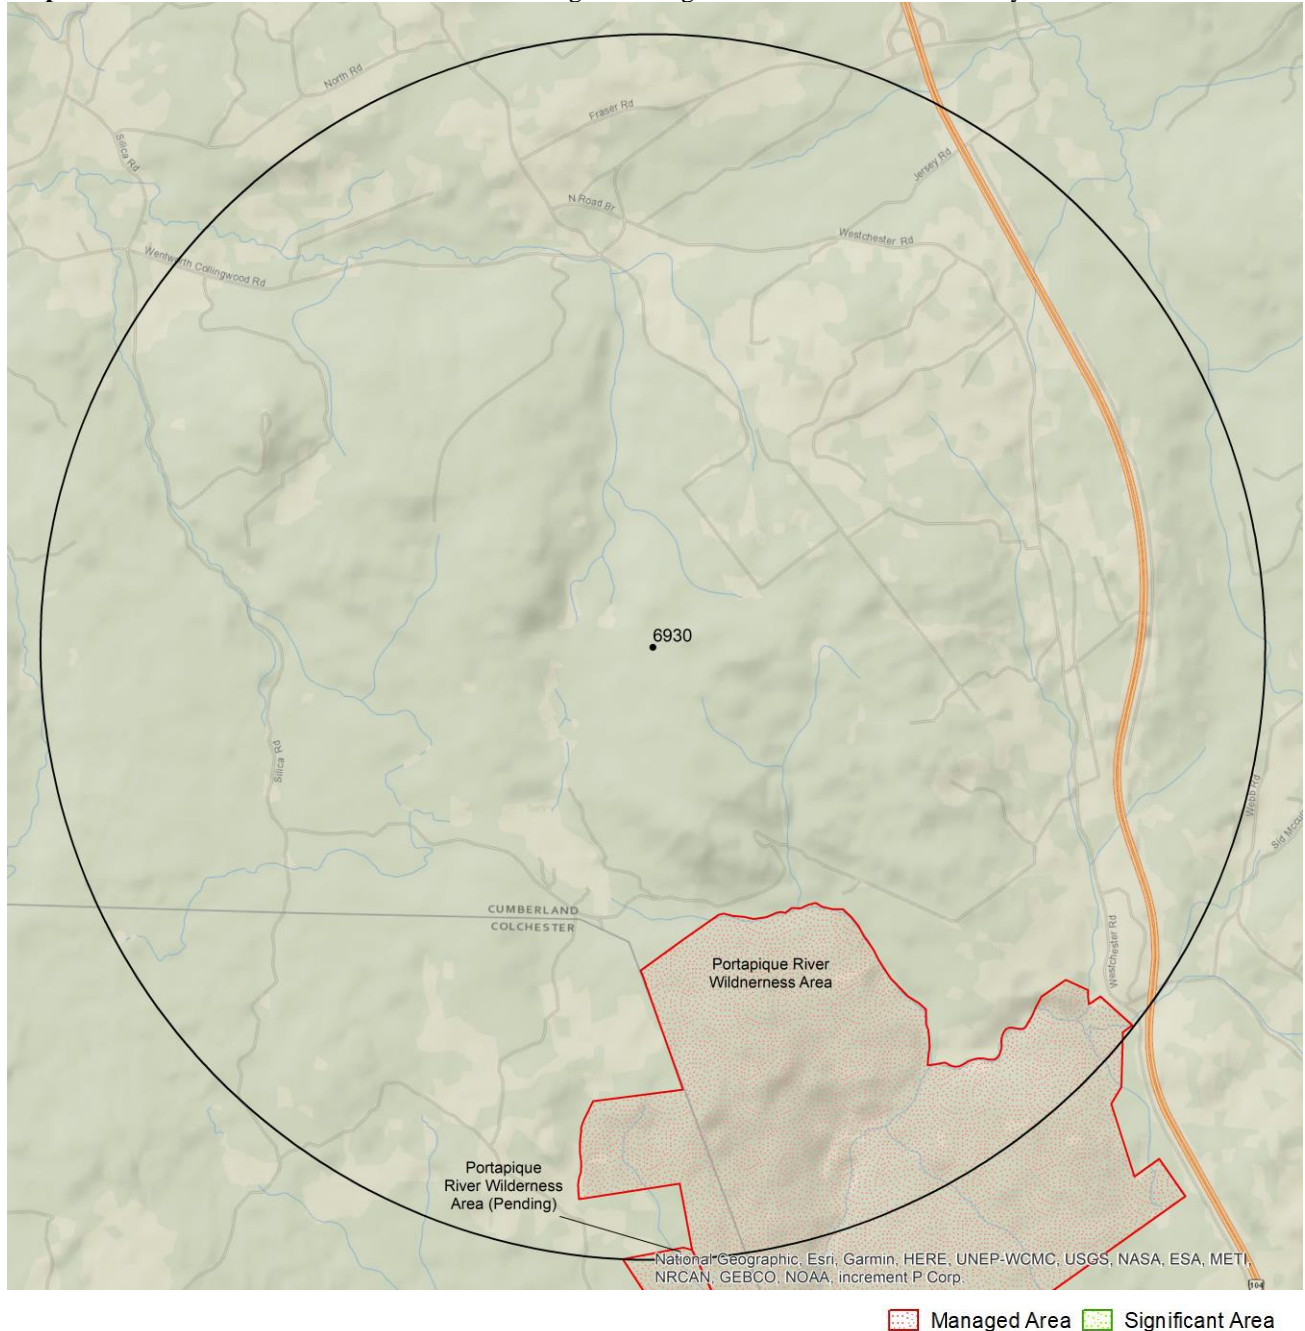 North Rd
Fraser Rd
Silica Rd
Jersey Rd
N Road Br
Westchester Rd
Wentworth Collingwood Rd
6930
Silica Rd
Webb Rd
CUMBERLAND
COLCHESTER
Westchester Rd
Portapique River
Wildnerness Area
Portapique
River Wilderness
Area (Pending)
National Geographic, Esri, Garmin, HERE, UNEP-WCMC, USGS, NASA, ESA, METI,
NRCAN, GEBCO, NOAA, increment P Corp.
104
Managed Area
Significant Area